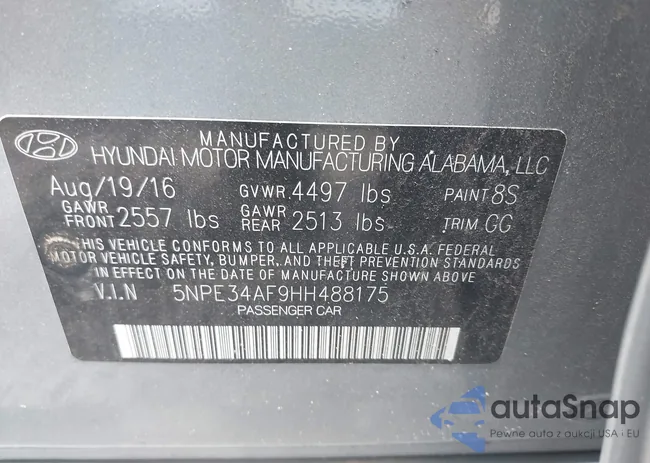 MANUFACTURED BY
HYUNDAI MOTOR MANUFACTURING ALABAMA, LLC
Aug/19/16 GVWR 4497 lbs PAINT 8S
GAWR FRONT 2557 lbs GAWR REAR 2513 lbs TRIM GG
THIS VEHICLE CONFORMS TO ALL APPLICABLE U.S.A. FEDERAL
MOTOR VEHICLE SAFETY, BUMPER, AND THEFT PREVENTION STANDARDS
IN EFFECT ON THE DATE OF MANUFACTURE SHOWN ABOVE
V.I.N 5NPE34AF9HH488175
PASSENGER CAR
autoSnap
Pewne auta z aukcji USA i EU